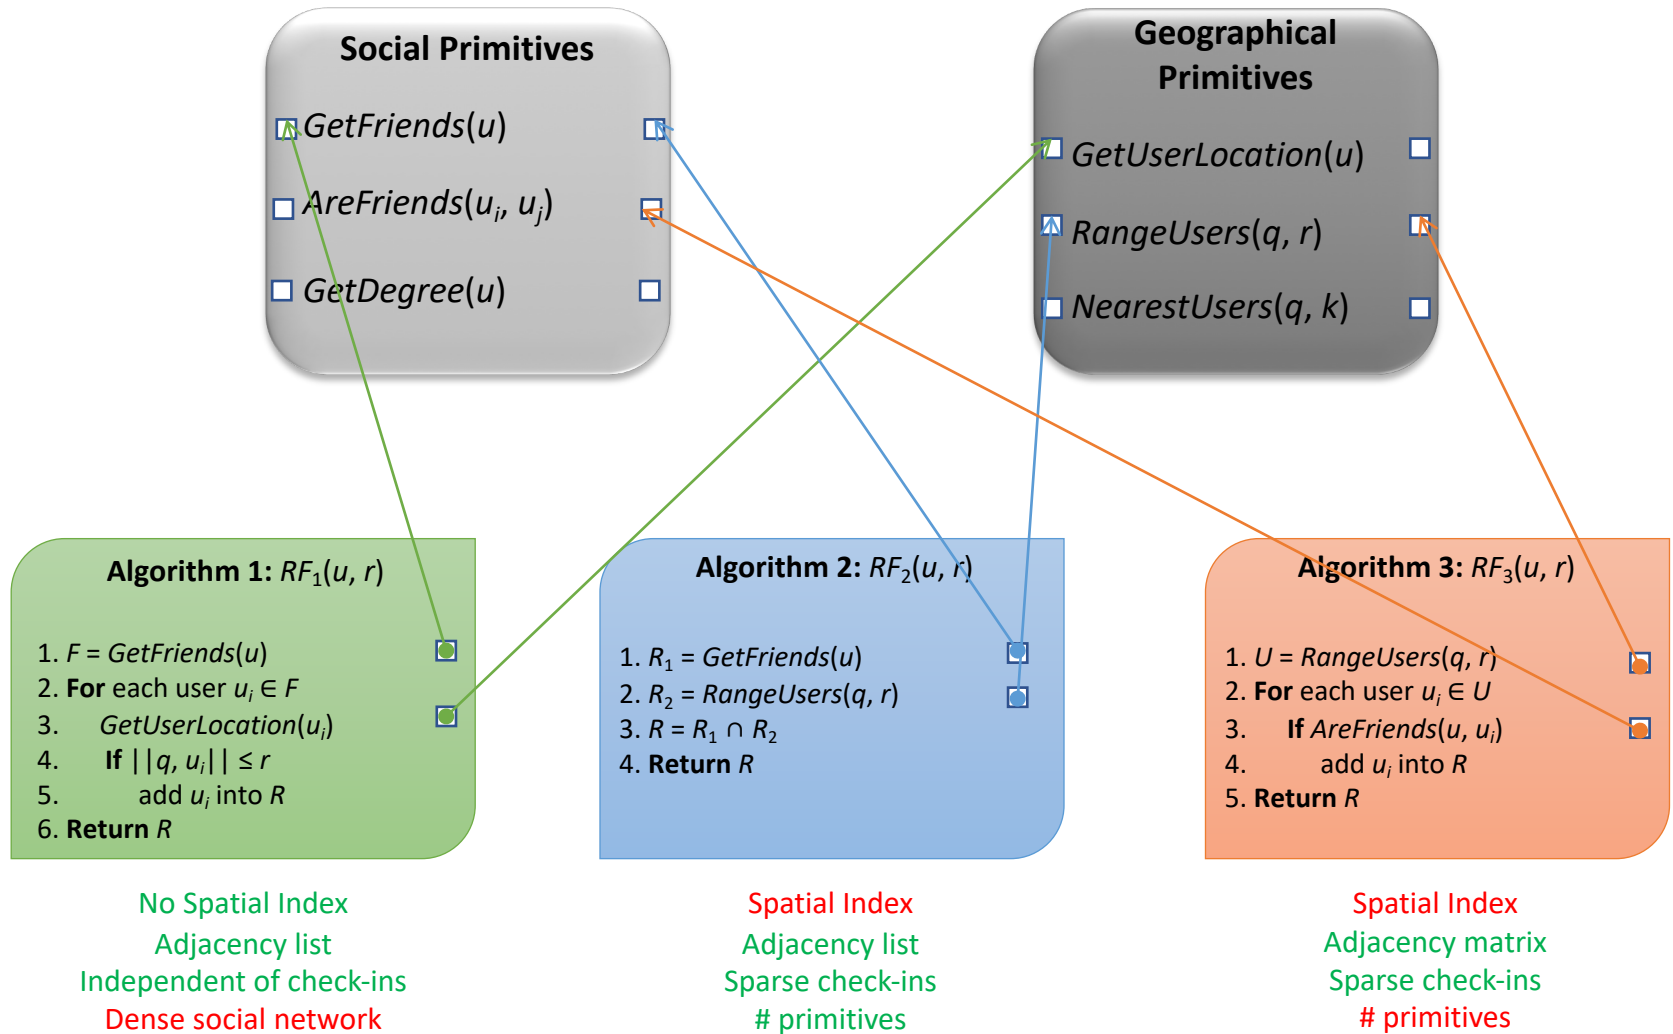 Social Primitives
GetFriends(u)
AreFriends(uᵢ, uⱼ)
GetDegree(u)
Geographical
Primitives
GetUserLocation(u)
RangeUsers(q, r)
NearestUsers(q, k)
Algorithm 1: RF₁(u, r)
1. F = GetFriends(u)
2. For each user uᵢ ∈ F
3. GetUserLocation(uᵢ)
4. If ||q, uᵢ|| ≤ r
5. add uᵢ into R
6. Return R
No Spatial Index
Adjacency list
Independent of check-ins
Dense social network
Algorithm 2: RF₂(u, r)
1. R₁ = GetFriends(u)
2. R₂ = RangeUsers(q, r)
3. R = R₁ ∩ R₂
4. Return R
Spatial Index
Adjacency list
Sparse check-ins
# primitives
Algorithm 3: RF₃(u, r)
1. U = RangeUsers(q, r)
2. For each user uᵢ ∈ U
3. If AreFriends(u, uᵢ)
4. add uᵢ into R
5. Return R
Spatial Index
Adjacency matrix
Sparse check-ins
# primitives